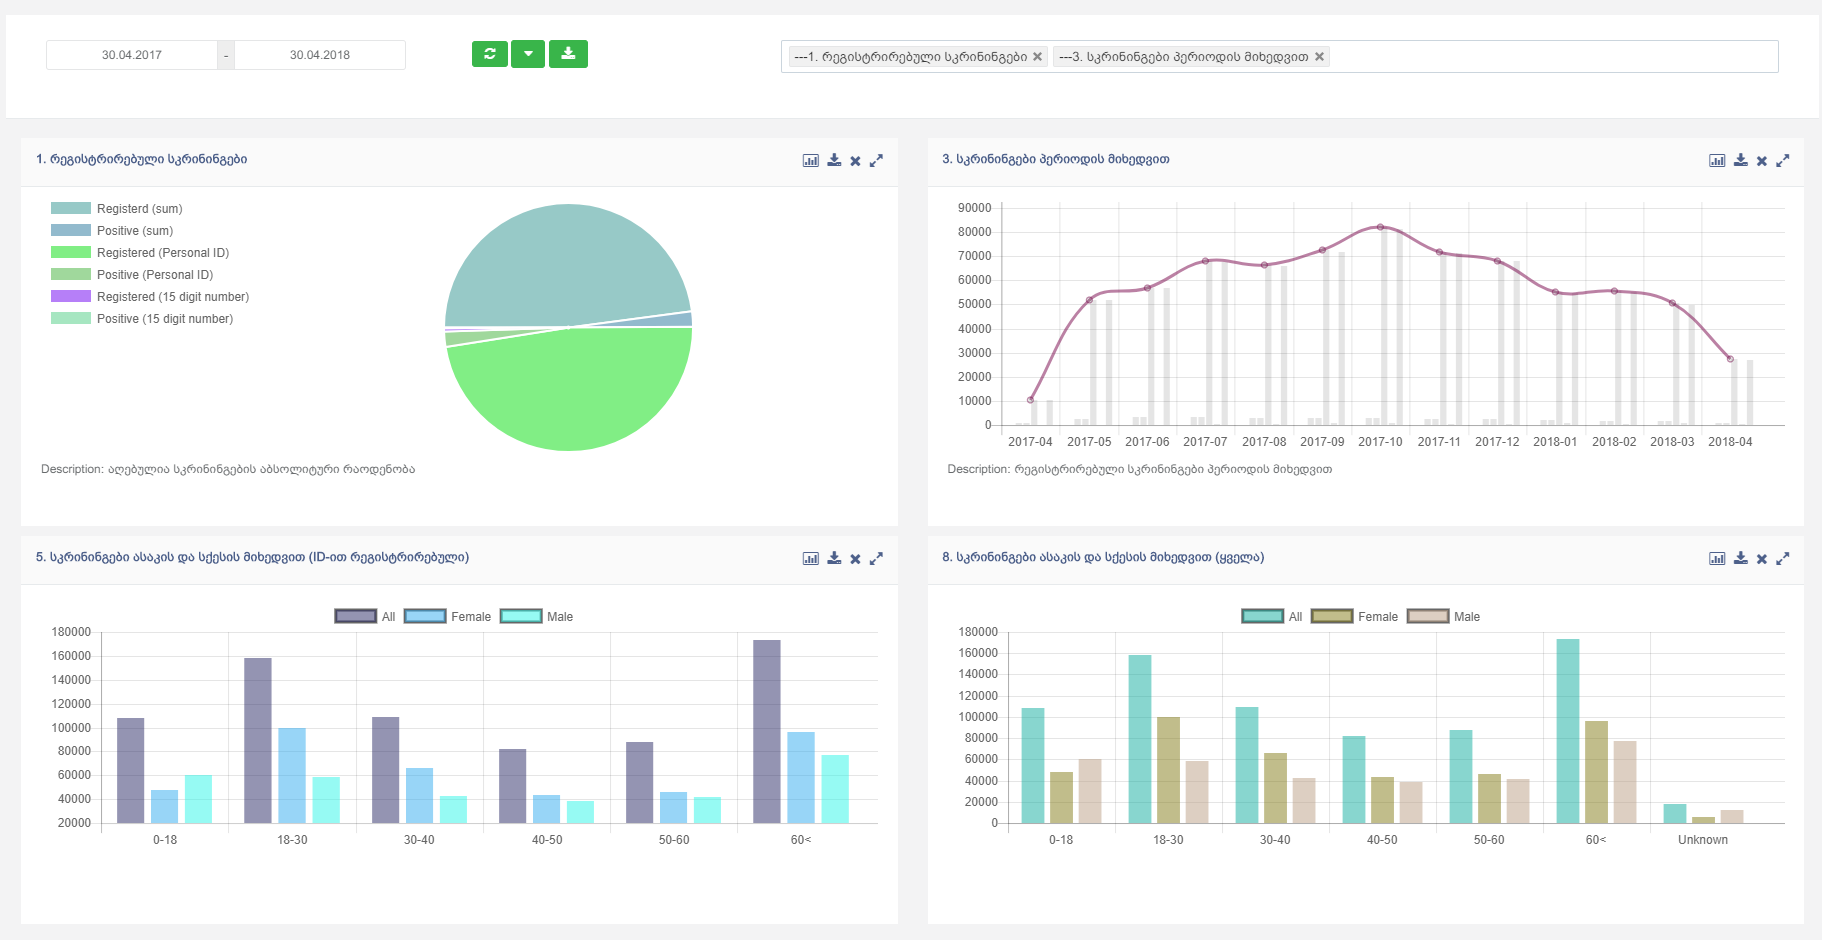 30.04.2017 - 30.04.2018
---1. რეგისტრირებული სკრინინგები ---3. სკრინინგები პერიოდის მიხედვით
1. რეგისტრირებული სკრინინგები
Registerd (sum)
Positive (sum)
Registered (Personal ID)
Positive (Personal ID)
Registered (15 digit number)
Positive (15 digit number)
Description: აღებულია სკრინინგების აბსოლიტური რაოდენობა
3. სკრინინგები პერიოდის მიხედვით
90000
80000
70000
60000
50000
40000
30000
20000
10000
0
2017-04 2017-05 2017-06 2017-07 2017-08 2017-09 2017-10 2017-11 2017-12 2018-01 2018-02 2018-03 2018-04
Description: რეგისტრირებული სკრინინგები პერიოდის მიხედვით
5. სკრინინგები ასაკის და სქესის მიხედვით (ID-ით რეგისტრირებული)
All Female Male
180000
160000
140000
120000
100000
80000
60000
40000
20000
0-18 18-30 30-40 40-50 50-60 60<
8. სკრინინგები ასაკის და სქესის მიხედვით (ყველა)
All Female Male
180000
160000
140000
120000
100000
80000
60000
40000
20000
0
0-18 18-30 30-40 40-50 50-60 60< Unknown